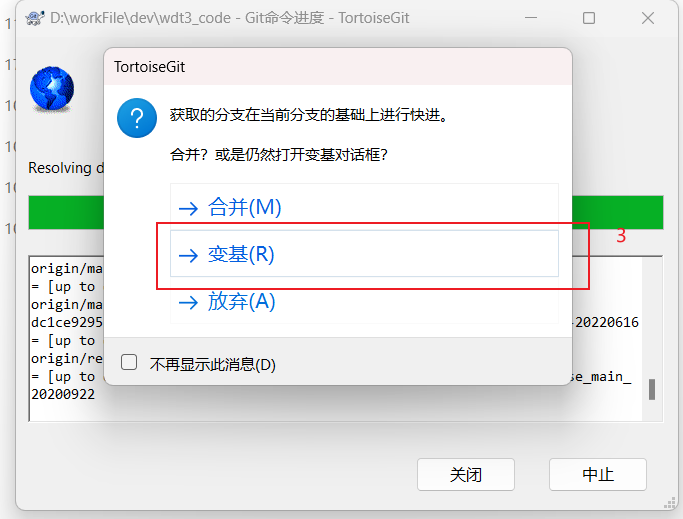 D:\workFile\dev\wdt3_code - Git命令进度 - TortoiseGit
TortoiseGit
获取的分支在当前分支的基础上进行快进。
合并？或是仍然打开变基对话框？
Resolving d
合并(M)
变基(R)
3
放弃(A)
origin/ma
= [up to
origin/ma
dc1ce9295
-20220616
= [up to
origin/re
= [up to
se_main_
20200922
不再显示此消息(D)
关闭
中止